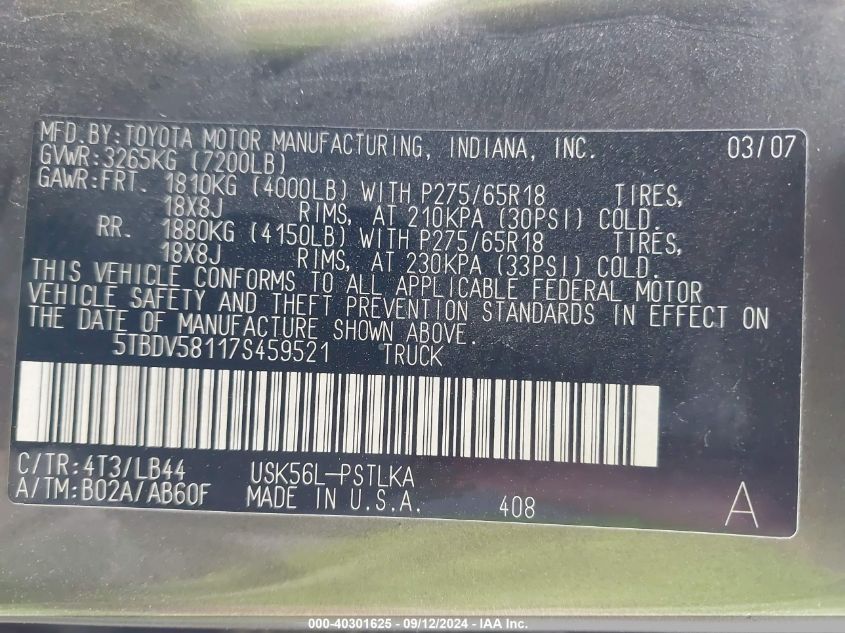 MFD.BY:TOYOTA MOTOR MANUFACTURING, INDIANA, INC. 03/07
GVWR:3265KG (7200LB)
GAWR:FRT. 1810KG (4000LB) WITH P275/65R18 TIRES,
18X8J RIMS, AT 210KPA (30PSI) COLD.
RR. 1880KG (4150LB) WITH P275/65R18 TIRES,
18X8J RIMS, AT 230KPA (33PSI) COLD.
THIS VEHICLE CONFORMS TO ALL APPLICABLE FEDERAL MOTOR
VEHICLE SAFETY AND THEFT PREVENTION STANDARDS IN EFFECT ON
THE DATE OF MANUFACTURE SHOWN ABOVE.
5TBDV58117S459521 TRUCK
C/TR:4T3/LB44 USK56L-PSTLKA
A/TM:B02A/AB60F MADE IN U.S.A. 408 A
000-40301625 - 09/12/2024 - IAA Inc.